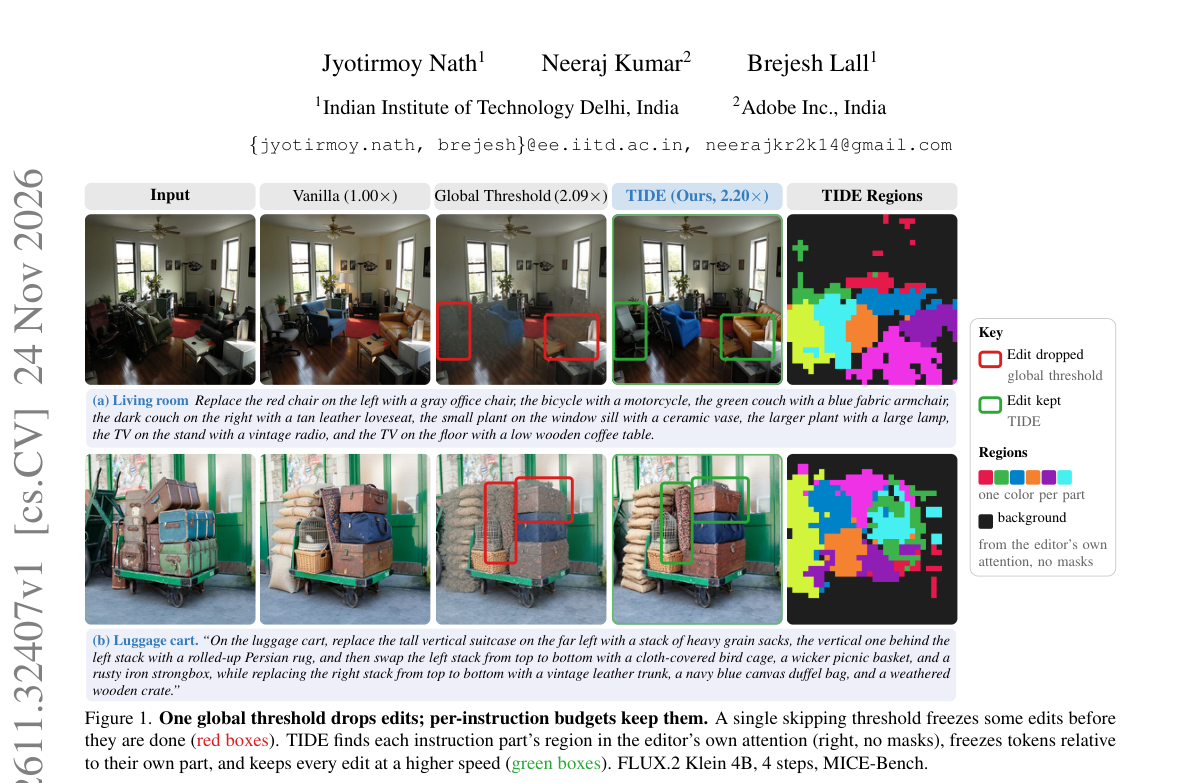 Jyotirmoy Nath1 Neeraj Kumar2 Brejesh Lall1
1Indian Institute of Technology Delhi, India 2Adobe Inc., India
{jyotirmoy.nath, brejesh}@ee.iitd.ac.in, neerajkr2k14@gmail.com
2611.32407v1 [cs.CV] 24 Nov 2026
Input Vanilla (1.00×) Global Threshold (2.09×) TIDE (Ours, 2.20×) TIDE Regions
(a) Living room Replace the red chair on the left with a gray office chair, the bicycle with a motorcycle, the green couch with a blue fabric armchair,
the dark couch on the right with a tan leather loveseat, the small plant on the window sill with a ceramic vase, the larger plant with a large lamp,
the TV on the stand with a vintage radio, and the TV on the floor with a low wooden coffee table.
Key
Edit dropped
global threshold
Edit kept
TIDE
Regions
one color per part
background
from the editor's own
attention, no masks
(b) Luggage cart. “On the luggage cart, replace the tall vertical suitcase on the far left with a stack of heavy grain sacks, the vertical one behind the
left stack with a rolled-up Persian rug, and then swap the left stack from top to bottom with a cloth-covered bird cage, a wicker picnic basket, and a
rusty iron strongbox, while replacing the right stack from top to bottom with a vintage leather trunk, a navy blue canvas duffel bag, and a weathered
wooden crate.”
Figure 1. One global threshold drops edits; per-instruction budgets keep them. A single skipping threshold freezes some edits before
they are done (red boxes). TIDE finds each instruction part's region in the editor's own attention (right, no masks), freezes tokens relative
to their own part, and keeps every edit at a higher speed (green boxes). FLUX.2 Klein 4B, 4 steps, MICE-Bench.